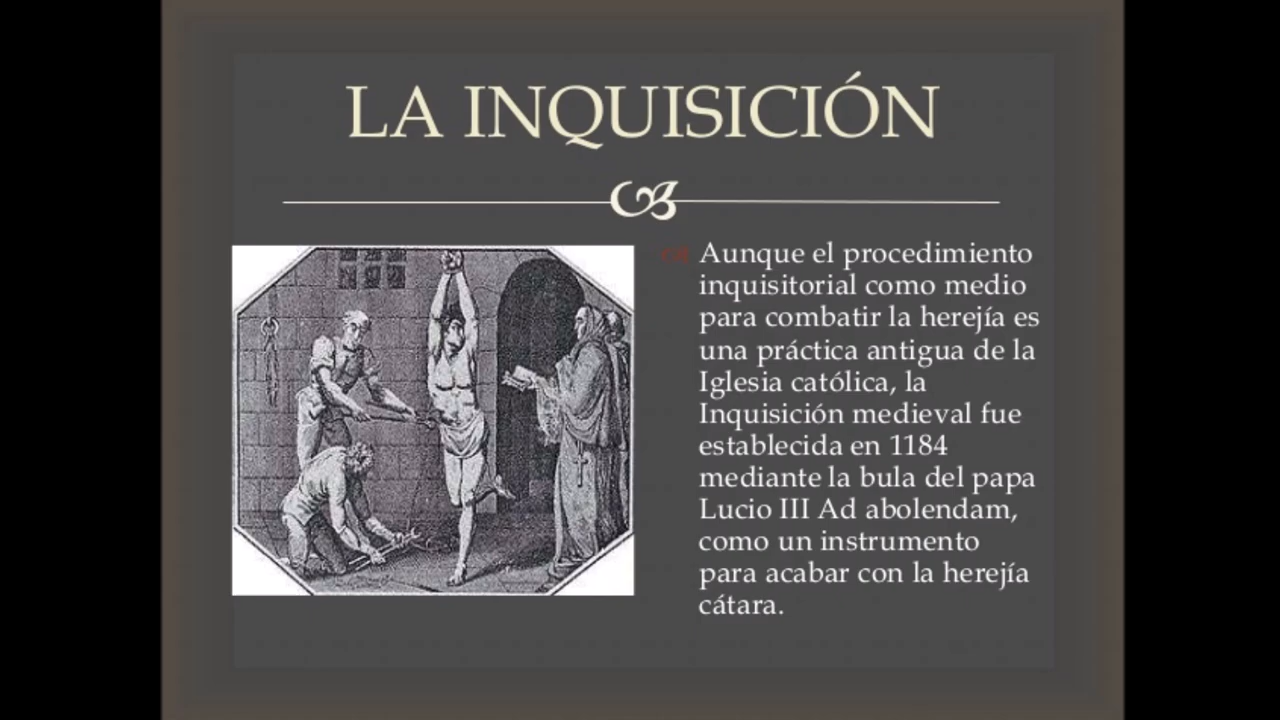 LA INQUISICIÓN
Aunque el procedimiento
inquisitorial como medio
para combatir la herejía es
una práctica antigua de la
Iglesia católica, la
Inquisición medieval fue
establecida en 1184
mediante la bula del papa
Lucio III Ad abolendam,
como un instrumento
para acabar con la herejía
cátara.